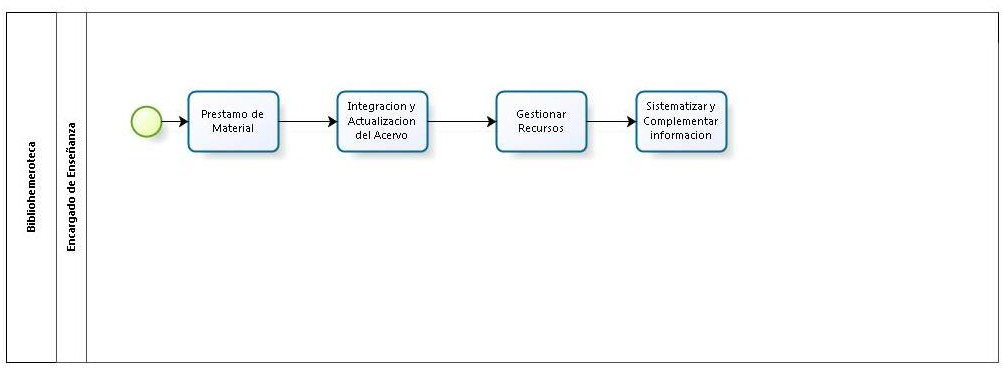 Bibliohemeroteca
Encargado de Enseñanza
Prestamo de
Material
Integracion y
Actualizacion
del Acervo
Gestionar
Recursos
Sistematizar y
Complementar
informacion